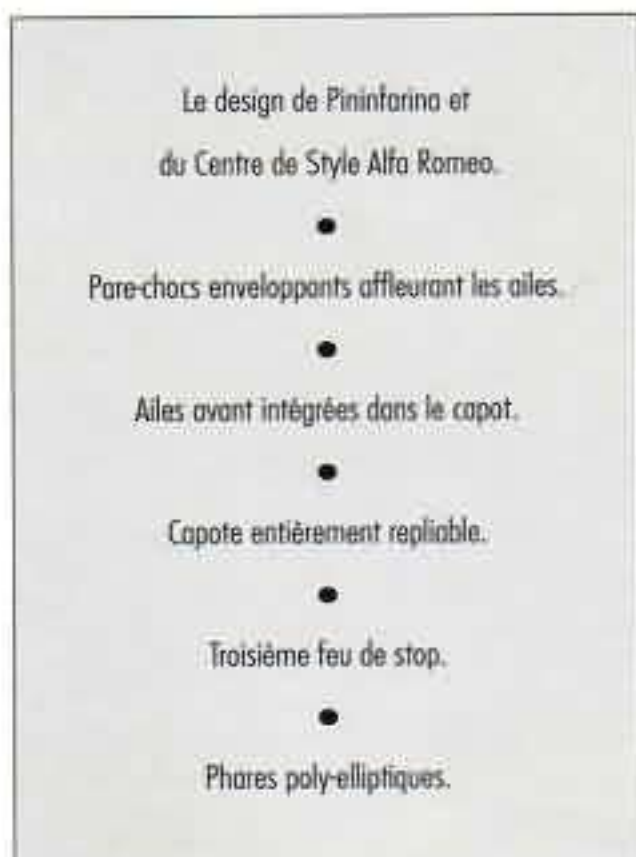 Le design de Pininfarina et
du Centre de Style Alfa Romeo.
●
Pare-chocs enveloppants affleurant les ailes.
●
Ailes avant intégrées dans le capot.
●
Capote entièrement repliable.
●
Troisième feu de stop.
●
Phares poly-elliptiques.